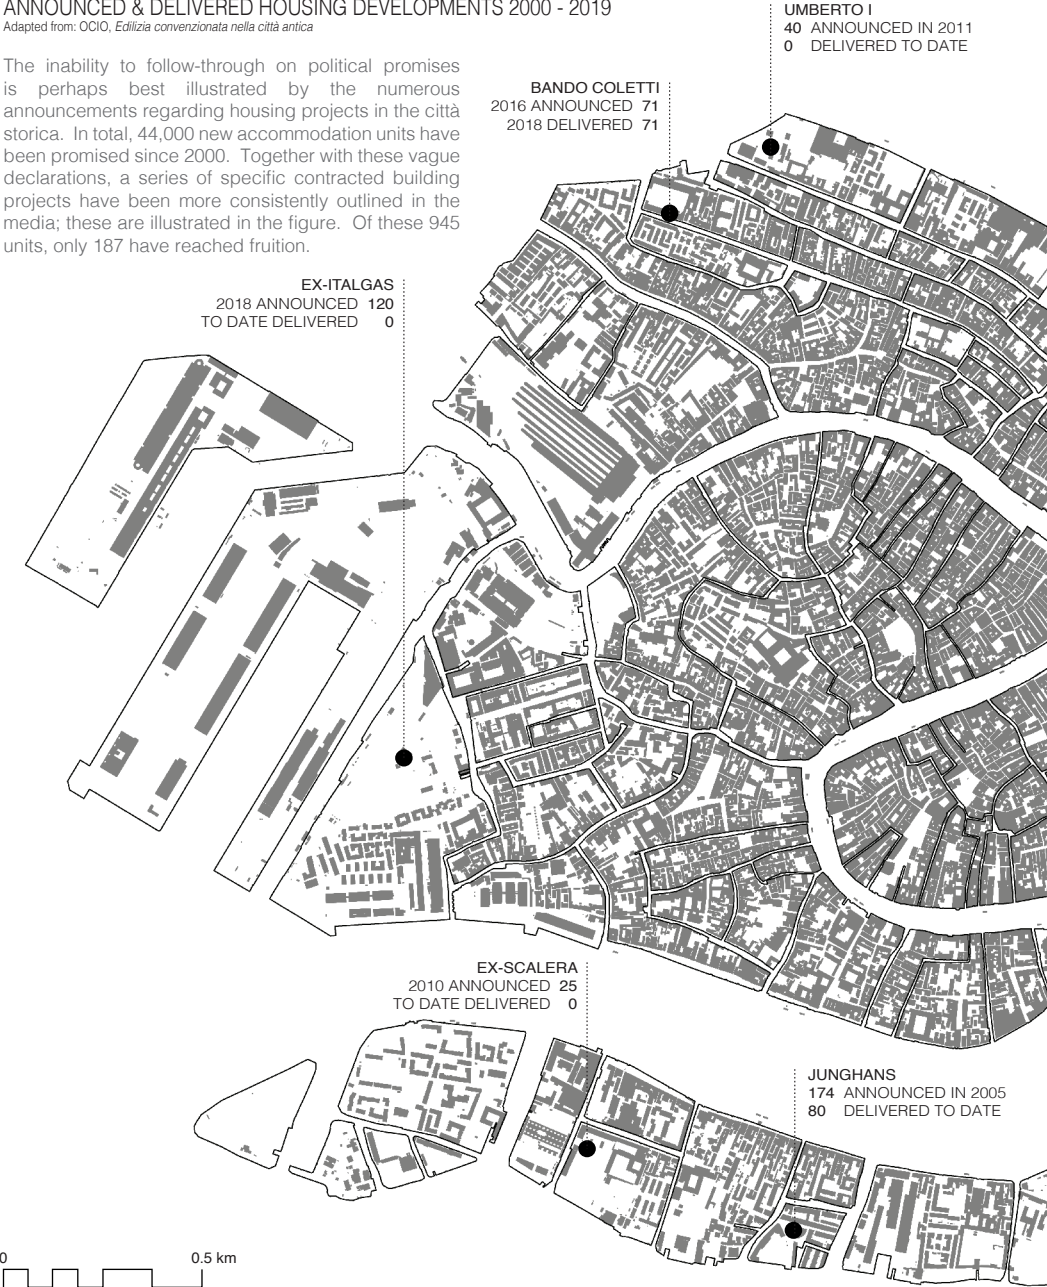 ANNOUNCED & DELIVERED HOUSING DEVELOPMENTS 2000 - 2019
Adapted from: OCIO, Edilizia convenzionata nella città antica
The inability to follow-through on political promises
is perhaps best illustrated by the numerous
announcements regarding housing projects in the città
storica. In total, 44,000 new accommodation units have
been promised since 2000. Together with these vague
declarations, a series of specific contracted building
projects have been more consistently outlined in the
media; these are illustrated in the figure. Of these 945
units, only 187 have reached fruition.
UMBERTO I
40 ANNOUNCED IN 2011
0 DELIVERED TO DATE
BANDO COLETTI
2016 ANNOUNCED 71
2018 DELIVERED 71
EX-ITALGAS
2018 ANNOUNCED 120
TO DATE DELIVERED 0
EX-SCALERA
2010 ANNOUNCED 25
TO DATE DELIVERED 0
JUNGHANS
174 ANNOUNCED IN 2005
80 DELIVERED TO DATE
0 0.5 km